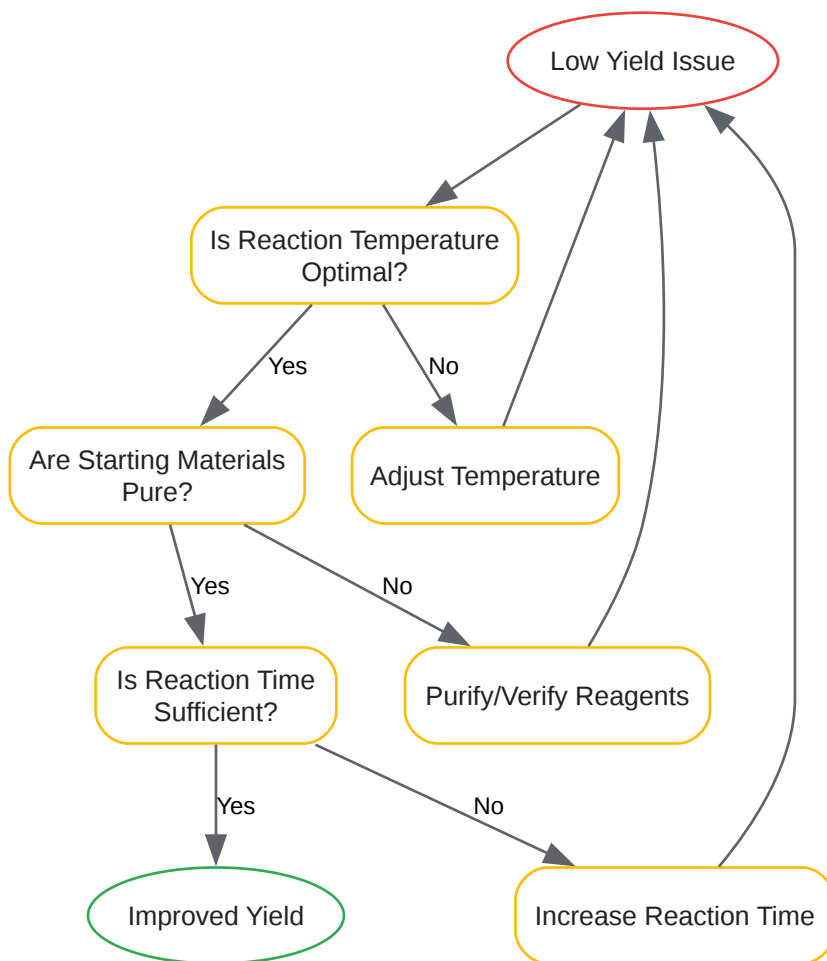 Low Yield Issue
Is Reaction Temperature
Optimal?
Yes
No
Are Starting Materials
Pure?
Adjust Temperature
Yes
No
Is Reaction Time
Sufficient?
Purify/Verify Reagents
Yes
No
Improved Yield
Increase Reaction Time